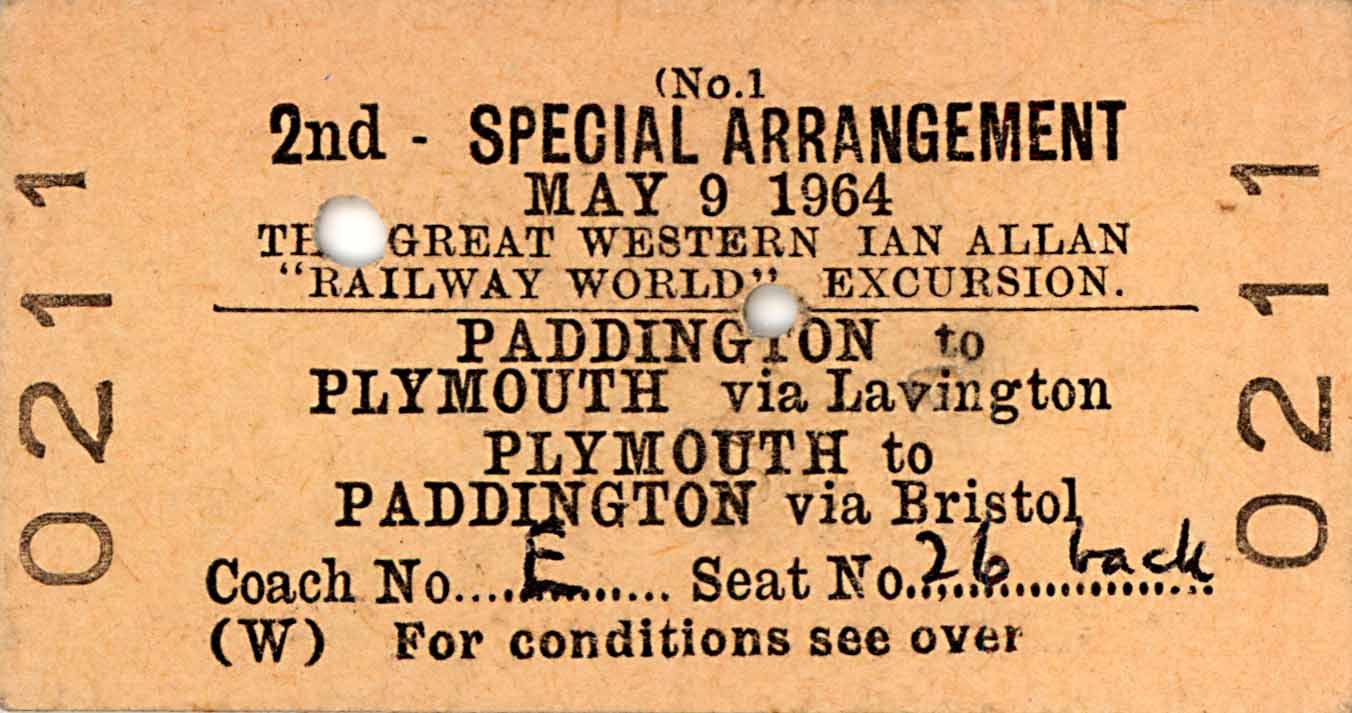 (No.1
2nd - SPECIAL ARRANGEMENT
MAY 9 1964
THE GREAT WESTERN IAN ALLAN
"RAILWAY WORLD" EXCURSION.
PADDINGTON to
PLYMOUTH via Lavington
PLYMOUTH to
PADDINGTON via Bristol
Coach No....E....... Seat No. 26 back
(W) For conditions see over
0211
0211